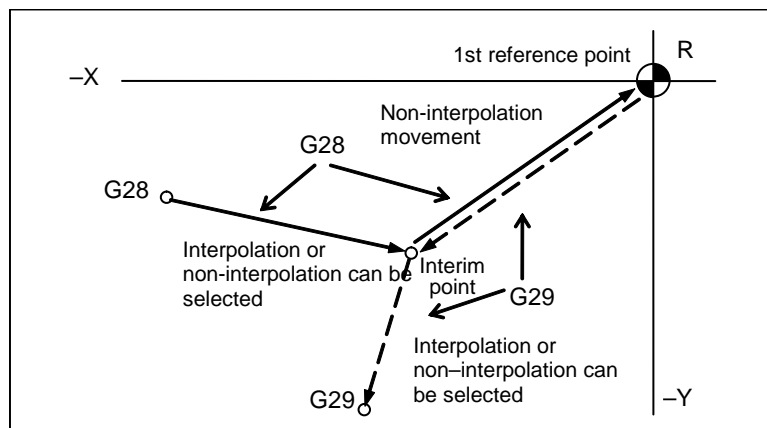 1st reference point
R
–X
Non-interpolation
movement
G28
G28
Interpolation or
non-interpolation can be
selected
Interim
point
G29
Interpolation or
non–interpolation can
be selected
G29
–Y